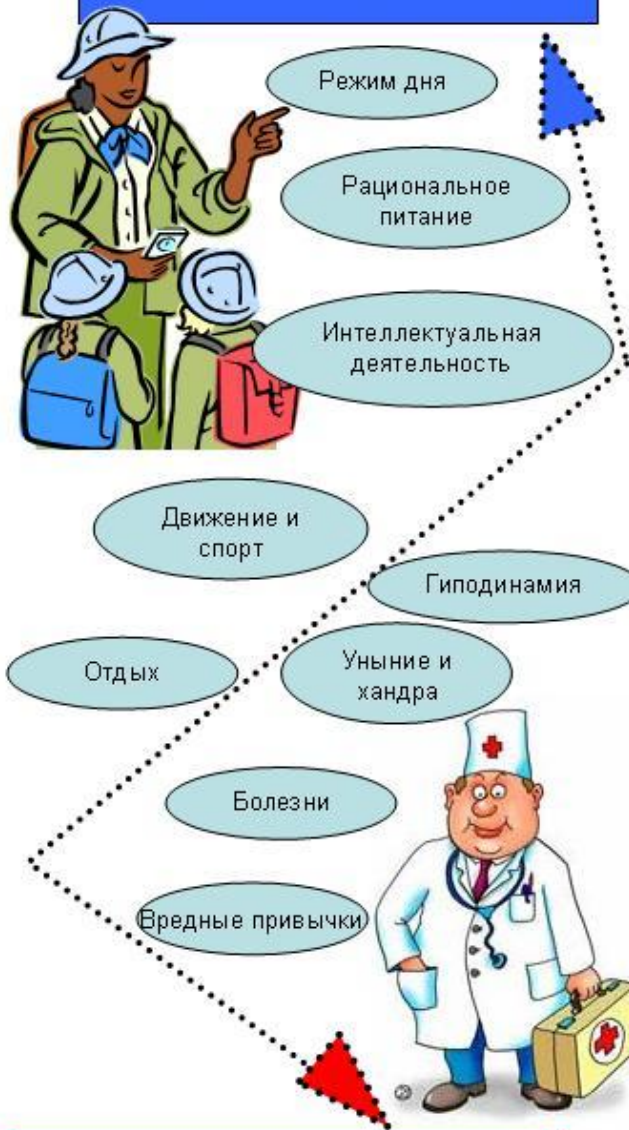 Режим дня
Рациональное
питание
Интеллектуальная
деятельность
Движение и
спорт
Гиподинамия
Отдых
Уныние и
хандра
Болезни
Вредные привычки